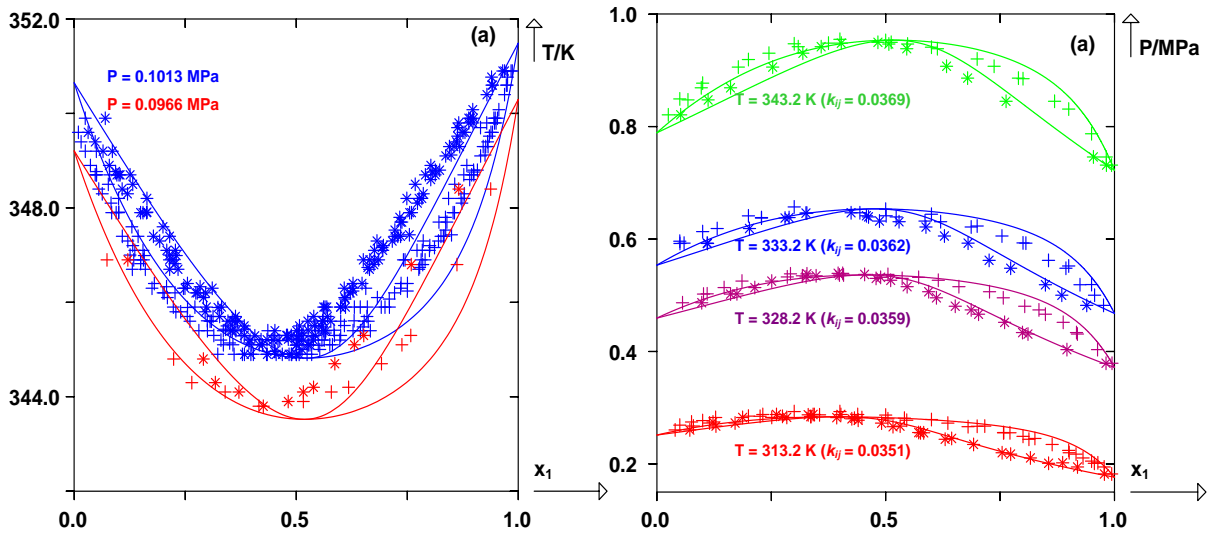 352.0
(a)
T/K
P = 0.1013 MPa
P = 0.0966 MPa
348.0
344.0
x1
0.0
0.5
1.0
1.0
(a)
P/MPa
T = 343.2 K (kij = 0.0369)
0.8
0.6
T = 333.2 K (kij = 0.0362)
T = 328.2 K (kij = 0.0359)
0.4
T = 313.2 K (kij = 0.0351)
0.2
x1
0.0
0.5
1.0